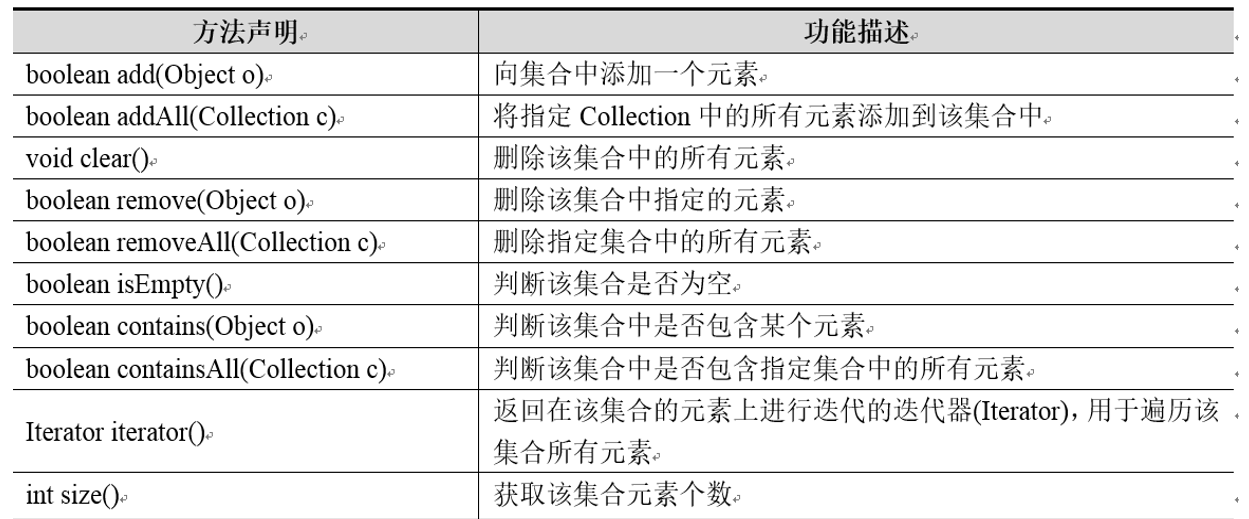 方法声明 功能描述
boolean add(Object o) 向集合中添加一个元素
boolean addAll(Collection c) 将指定 Collection 中的所有元素添加到该集合中
void clear() 删除该集合中的所有元素
boolean remove(Object o) 删除该集合中指定的元素
boolean removeAll(Collection c) 删除指定集合中的所有元素
boolean isEmpty() 判断该集合是否为空
boolean contains(Object o) 判断该集合中是否包含某个元素
boolean containsAll(Collection c) 判断该集合中是否包含指定集合中的所有元素
Iterator iterator() 返回在该集合的元素上进行迭代的迭代器(Iterator)，用于遍历该
集合所有元素
int size() 获取该集合元素个数